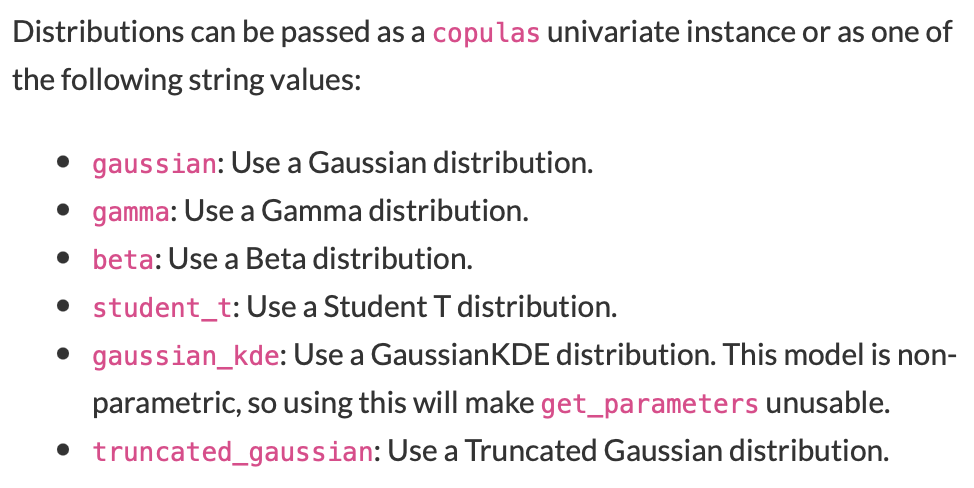 Distributions can be passed as a copulas univariate instance or as one of
the following string values:
• gaussian: Use a Gaussian distribution.
• gamma: Use a Gamma distribution.
• beta: Use a Beta distribution.
• student_t: Use a Student T distribution.
• gaussian_kde: Use a GaussianKDE distribution. This model is non-
parametric, so using this will make get_parameters unusable.
• truncated_gaussian: Use a Truncated Gaussian distribution.